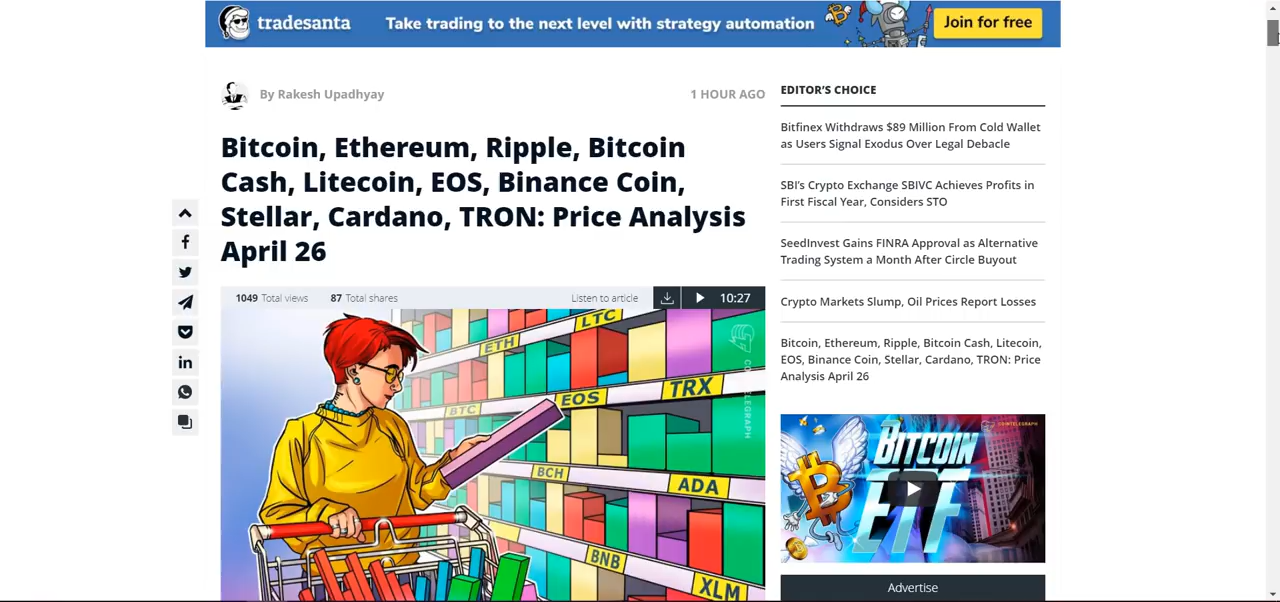 tradesanta
Take trading to the next level with strategy automation
Join for free
By Rakesh Upadhyay
1 HOUR AGO
Bitcoin, Ethereum, Ripple, Bitcoin
Cash, Litecoin, EOS, Binance Coin,
Stellar, Cardano, TRON: Price Analysis
April 26
1049 Total views
87 Total shares
Listen to article
10:27
LTC
ETH
TRX
EOS
BTC
BCH
ADA
BNB
XLM
COINTELEGRAPH
EDITOR'S CHOICE
Bitfinex Withdraws $89 Million From Cold Wallet
as Users Signal Exodus Over Legal Debacle
SBI's Crypto Exchange SBIVC Achieves Profits in
First Fiscal Year, Considers STO
SeedInvest Gains FINRA Approval as Alternative
Trading System a Month After Circle Buyout
Crypto Markets Slump, Oil Prices Report Losses
Bitcoin, Ethereum, Ripple, Bitcoin Cash, Litecoin,
EOS, Binance Coin, Stellar, Cardano, TRON: Price
Analysis April 26
COINTELEGRAPH
BITCOIN
ETF
Advertise